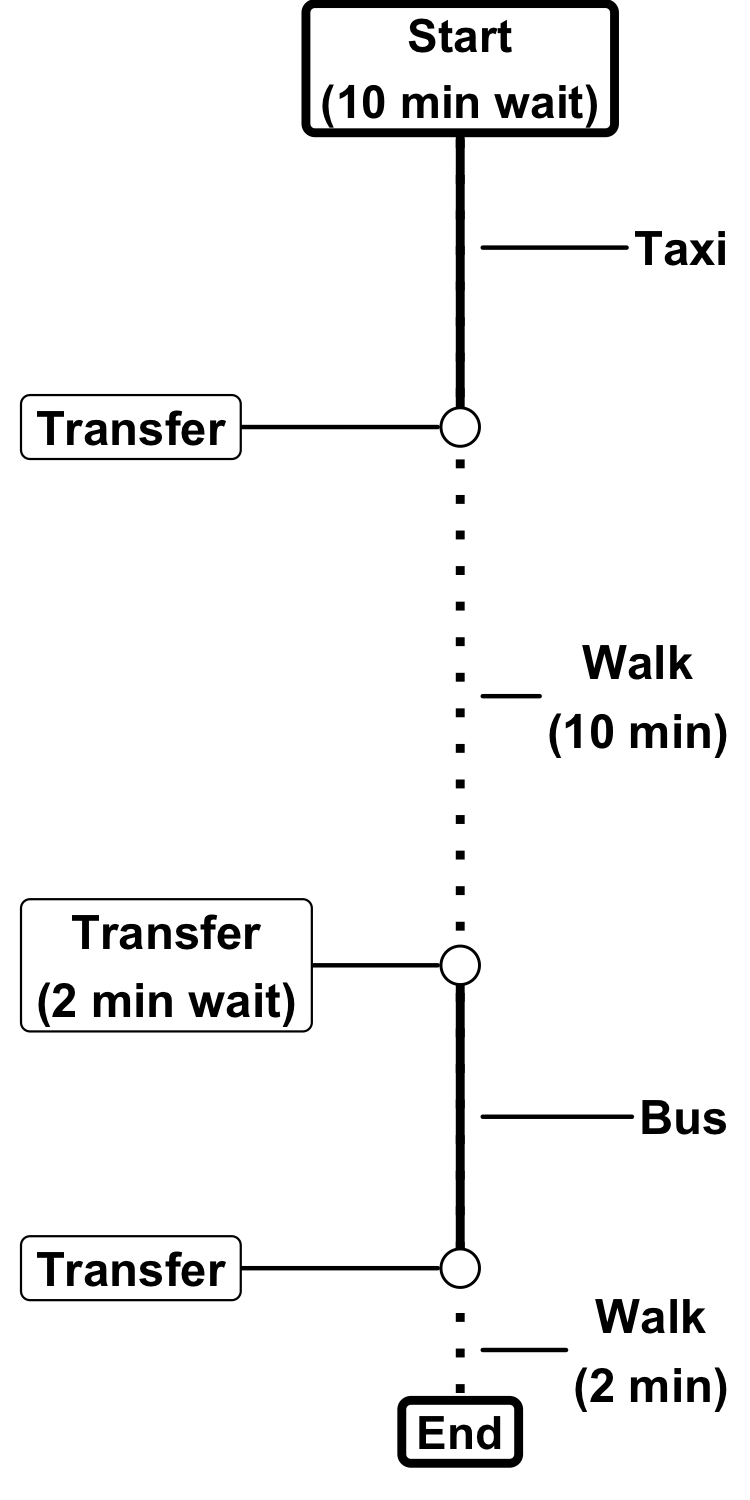 Start
(10 min wait)
Taxi
Transfer
Walk
(10 min)
Transfer
(2 min wait)
Bus
Transfer
Walk
(2 min)
End